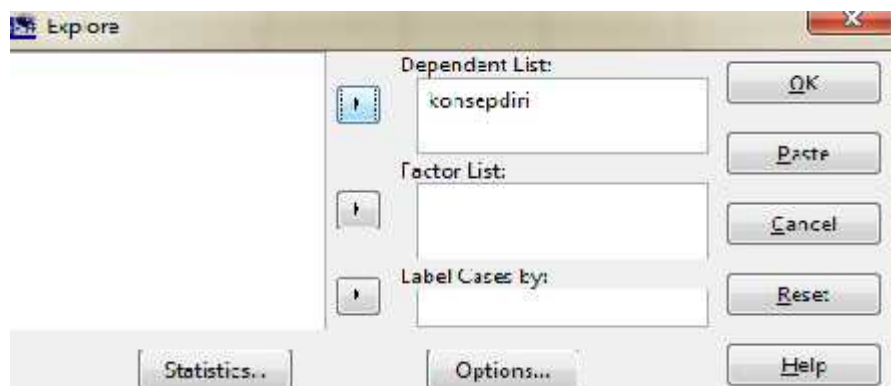 Explore
Dependent List:
konsepdiri
Factor List:
Label Cases by:
OK
Paste
Cancel
Reset
Help
Statistics...
Options...